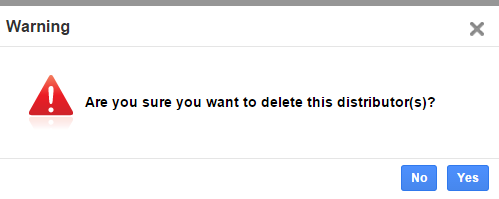 Warning
Are you sure you want to delete this distributor(s)?
No Yes